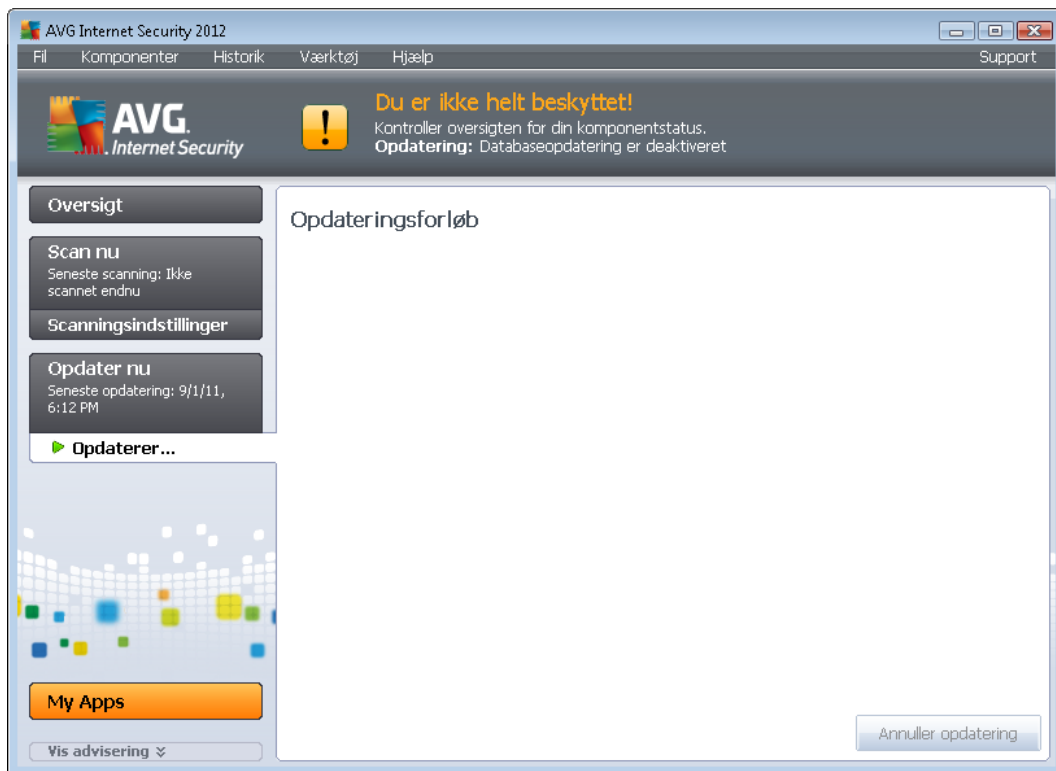 AVG Internet Security 2012
Fil Komponenter Historik Værktøj Hjælp Support
AVG.
Internet Security
Du er ikke helt beskyttet!
Kontroller oversigten for din komponentstatus.
Opdatering: Databaseopdatering er deaktiveret
Oversigt
Scan nu
Seneste scanning: Ikke
scannet endnu
Scanningsindstillinger
Opdater nu
Seneste opdatering: 9/1/11,
6:12 PM
Opdaterer...
My Apps
Vis advisering
Opdateringsforløb
Annuller opdatering